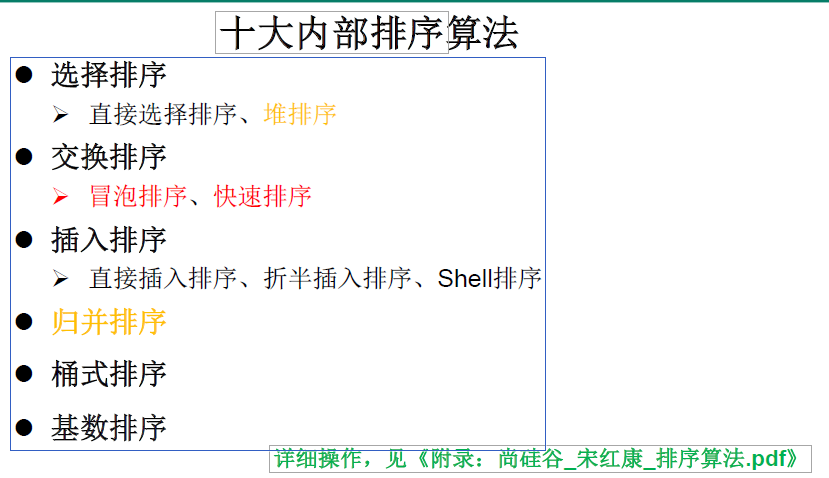 十大内部排序算法
选择排序
直接选择排序、堆排序
交换排序
冒泡排序、快速排序
插入排序
直接插入排序、折半插入排序、Shell排序
归并排序
桶式排序
基数排序
详细操作，见《附录：尚硅谷_宋红康_排序算法.pdf》